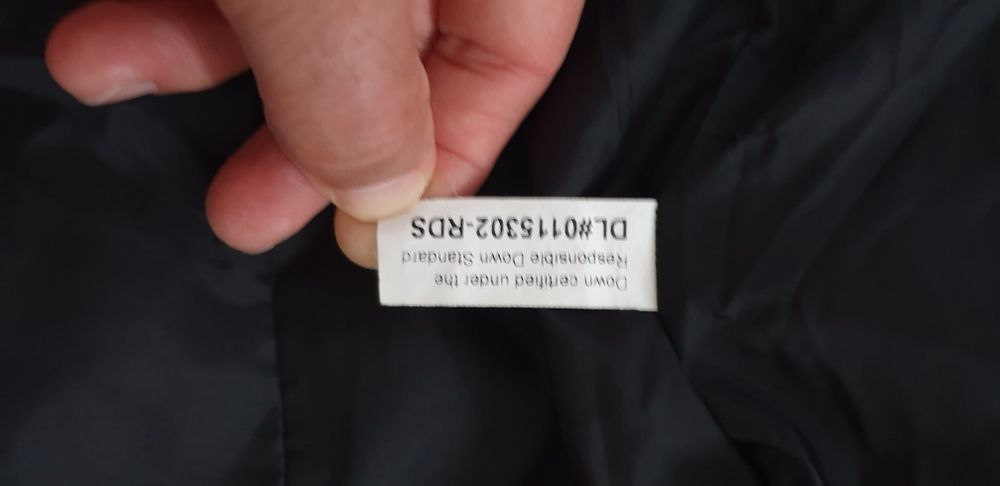 Down certified under the
Responsible Down Standard
DL#0115302-RDS